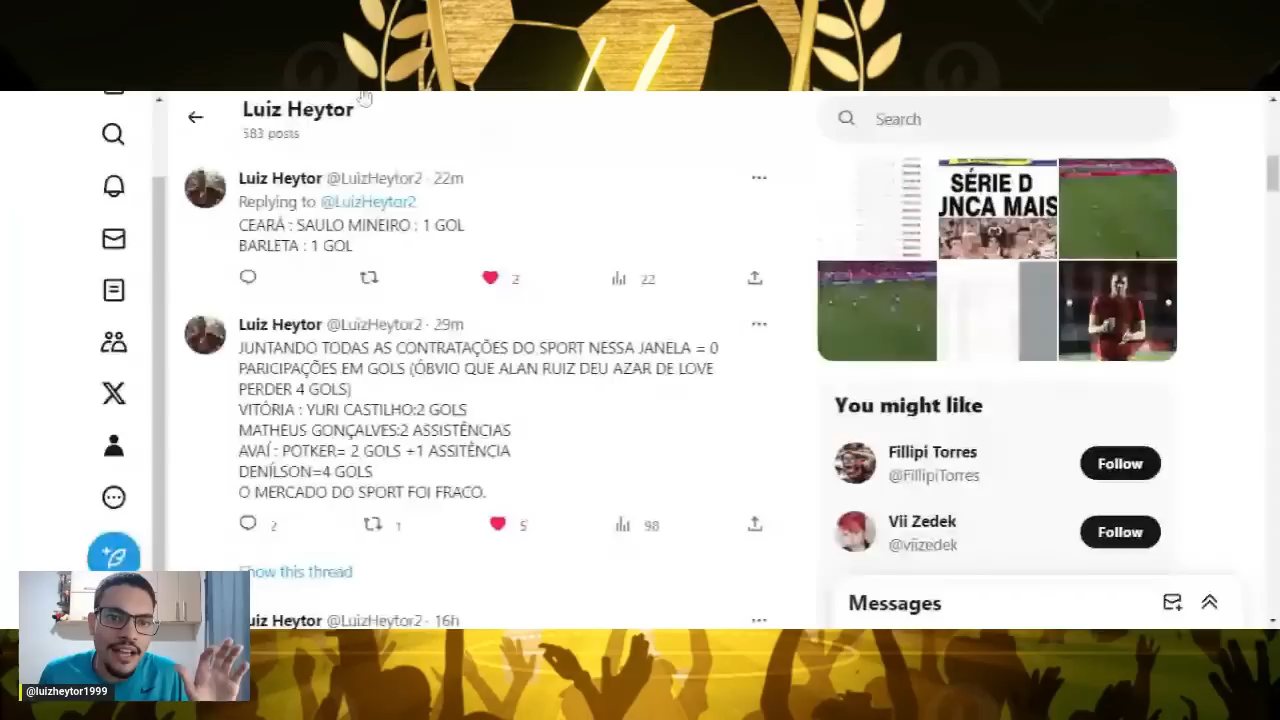 Luiz Heytor
583 posts
Search
Luiz Heytor @LuizHeytor2 · 22m
Replying to @LuizHeytor2
CEARÁ : SAULO MINEIRO : 1 GOL
BARLETA : 1 GOL
2
22
SÉRIE D
UNCA MAIS
Luiz Heytor @LuizHeytor2 · 29m
JUNTANDO TODAS AS CONTRATAÇÕES DO SPORT NESSA JANELA = 0
PARICIPAÇÕES EM GOLS (ÓBVIO QUE ALAN RUIZ DEU AZAR DE LOVE
PERDER 4 GOLS)
VITÓRIA : YURI CASTILHO:2 GOLS
MATHEUS GONÇALVES:2 ASSISTÊNCIAS
AVAÍ : POTKER= 2 GOLS +1 ASSITÊNCIA
DENÍLSON=4 GOLS
O MERCADO DO SPORT FOI FRACO.
2
1
5
98
Show this thread
Luiz Heytor @LuizHeytor2 · 16h
You might like
Fillipi Torres
@FillipiTorres
Follow
Vii Zedek
@viizedek
Follow
Messages
@luizheytor1999